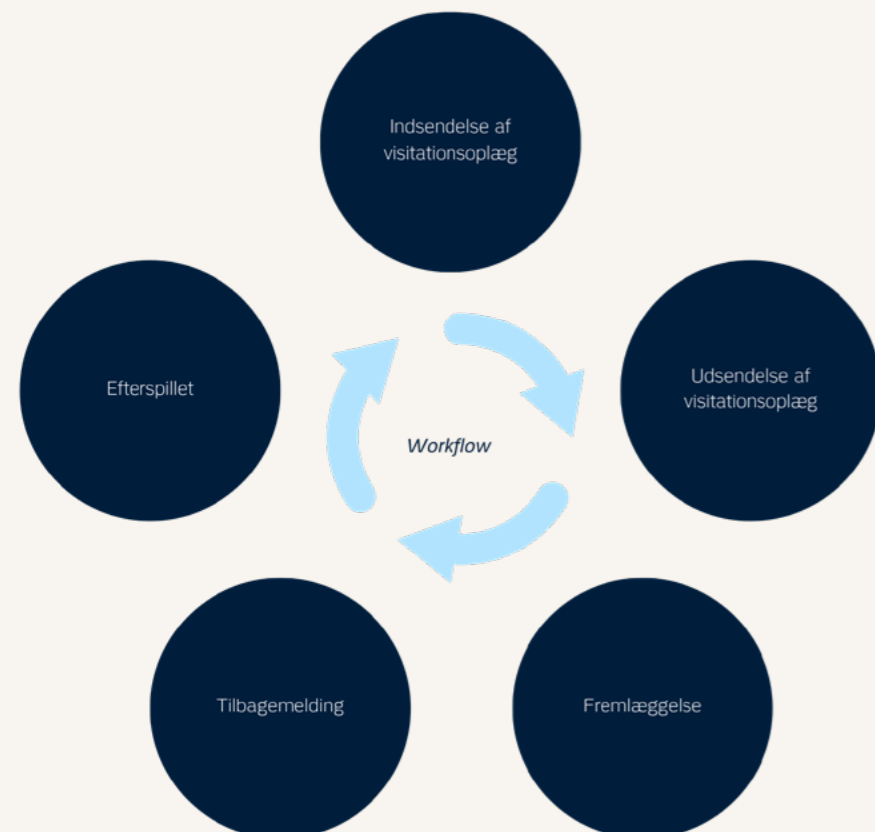 Indsendelse af
visitationsoplæg
Udsendelse af
visitationsoplæg
Fremlæggelse
Tilbagemelding
Efterspillet
Workflow